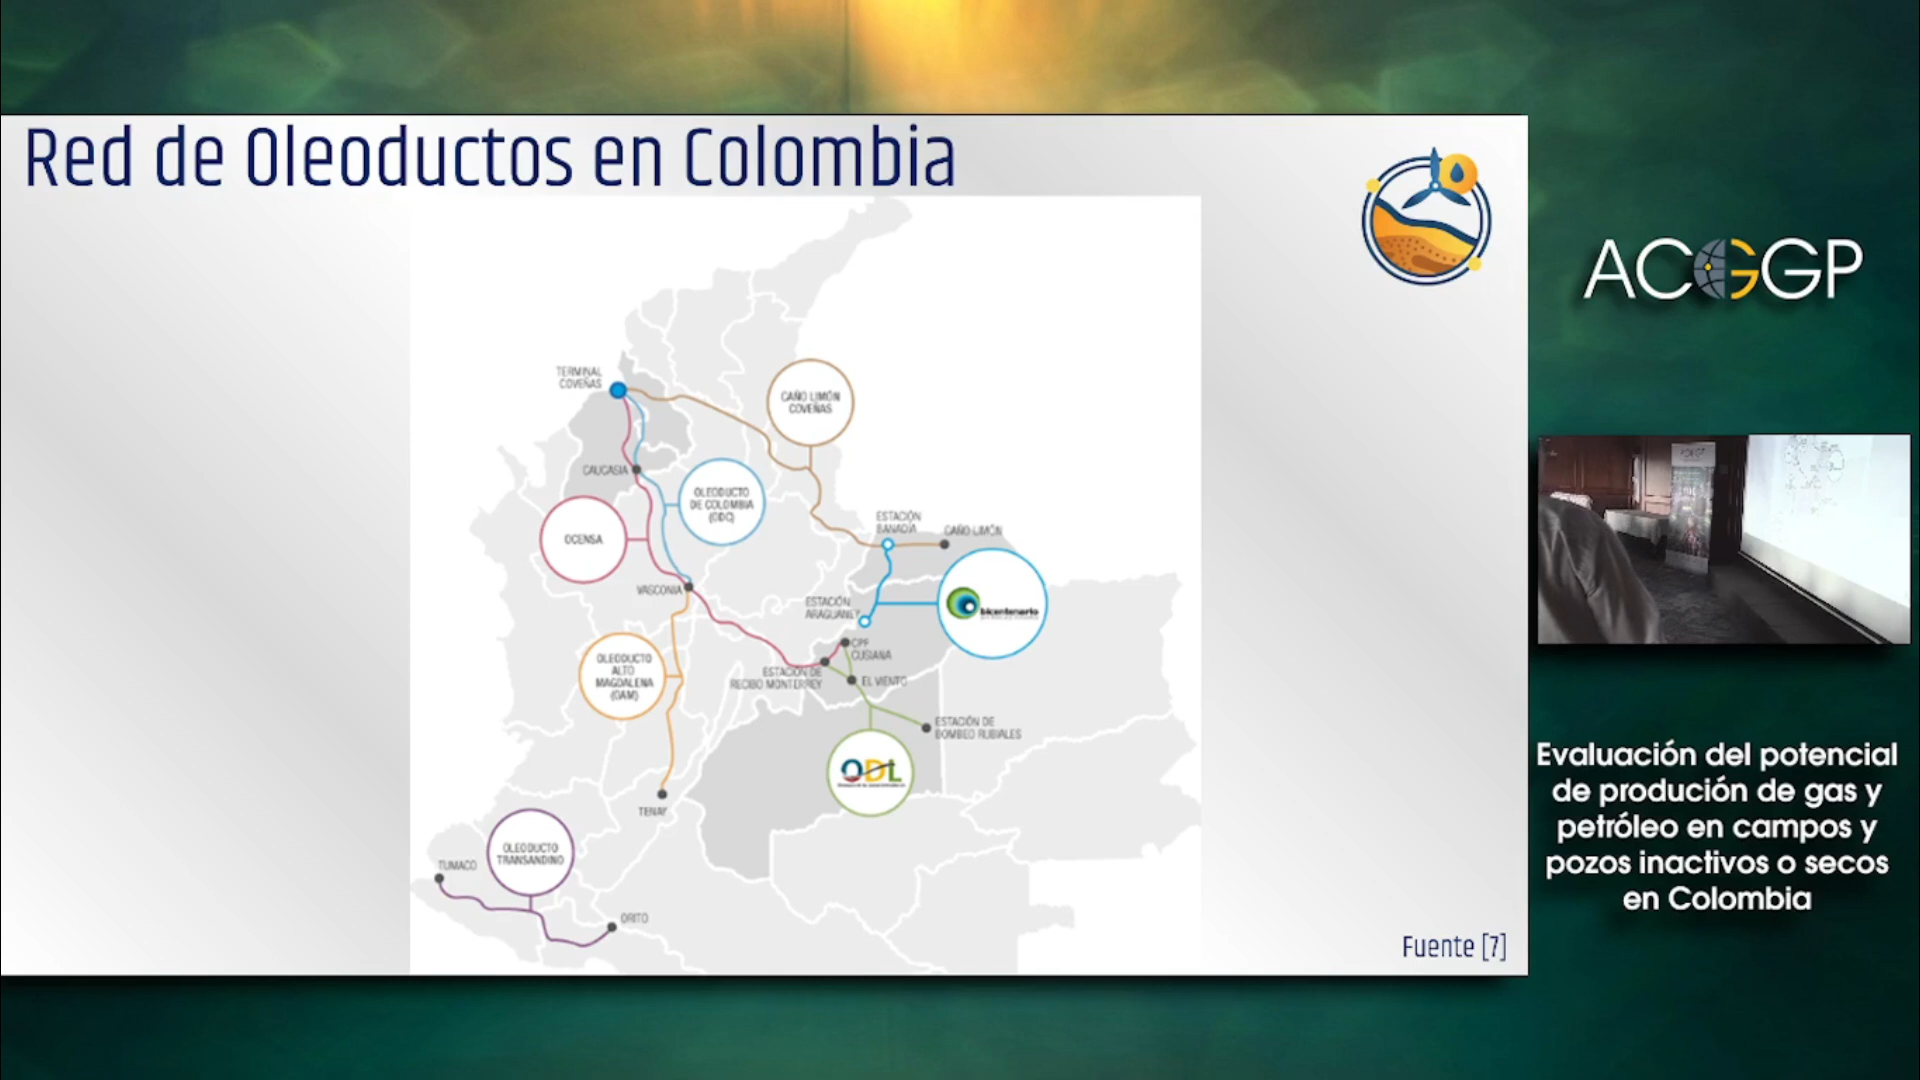 Red de Oleoductos en Colombia
TERMINAL
COVEÑAS
CAÑO LIMÓN
COVEÑAS
CAUCASIA
OLEODUCTO
DE COLOMBIA
(ODC)
OCENSA
ESTACIÓN
BANADÍA
CAÑO LIMÓN
VASCONIA
ESTACIÓN
ARAGUANEY
bicentenario
CPF
CUSIANA
OLEODUCTO
ALTO
MAGDALENA
(OAM)
ESTACIÓN DE
RECIBO MONTERREY
EL VIENTO
ESTACIÓN DE
BOMBEO RUBIALES
ODL
TENAY
OLEODUCTO
TRANSANDINO
TUMACO
ORITO
Fuente [7]
ACGGP
Evaluación del potencial
de produción de gas y
petróleo en campos y
pozos inactivos o secos
en Colombia